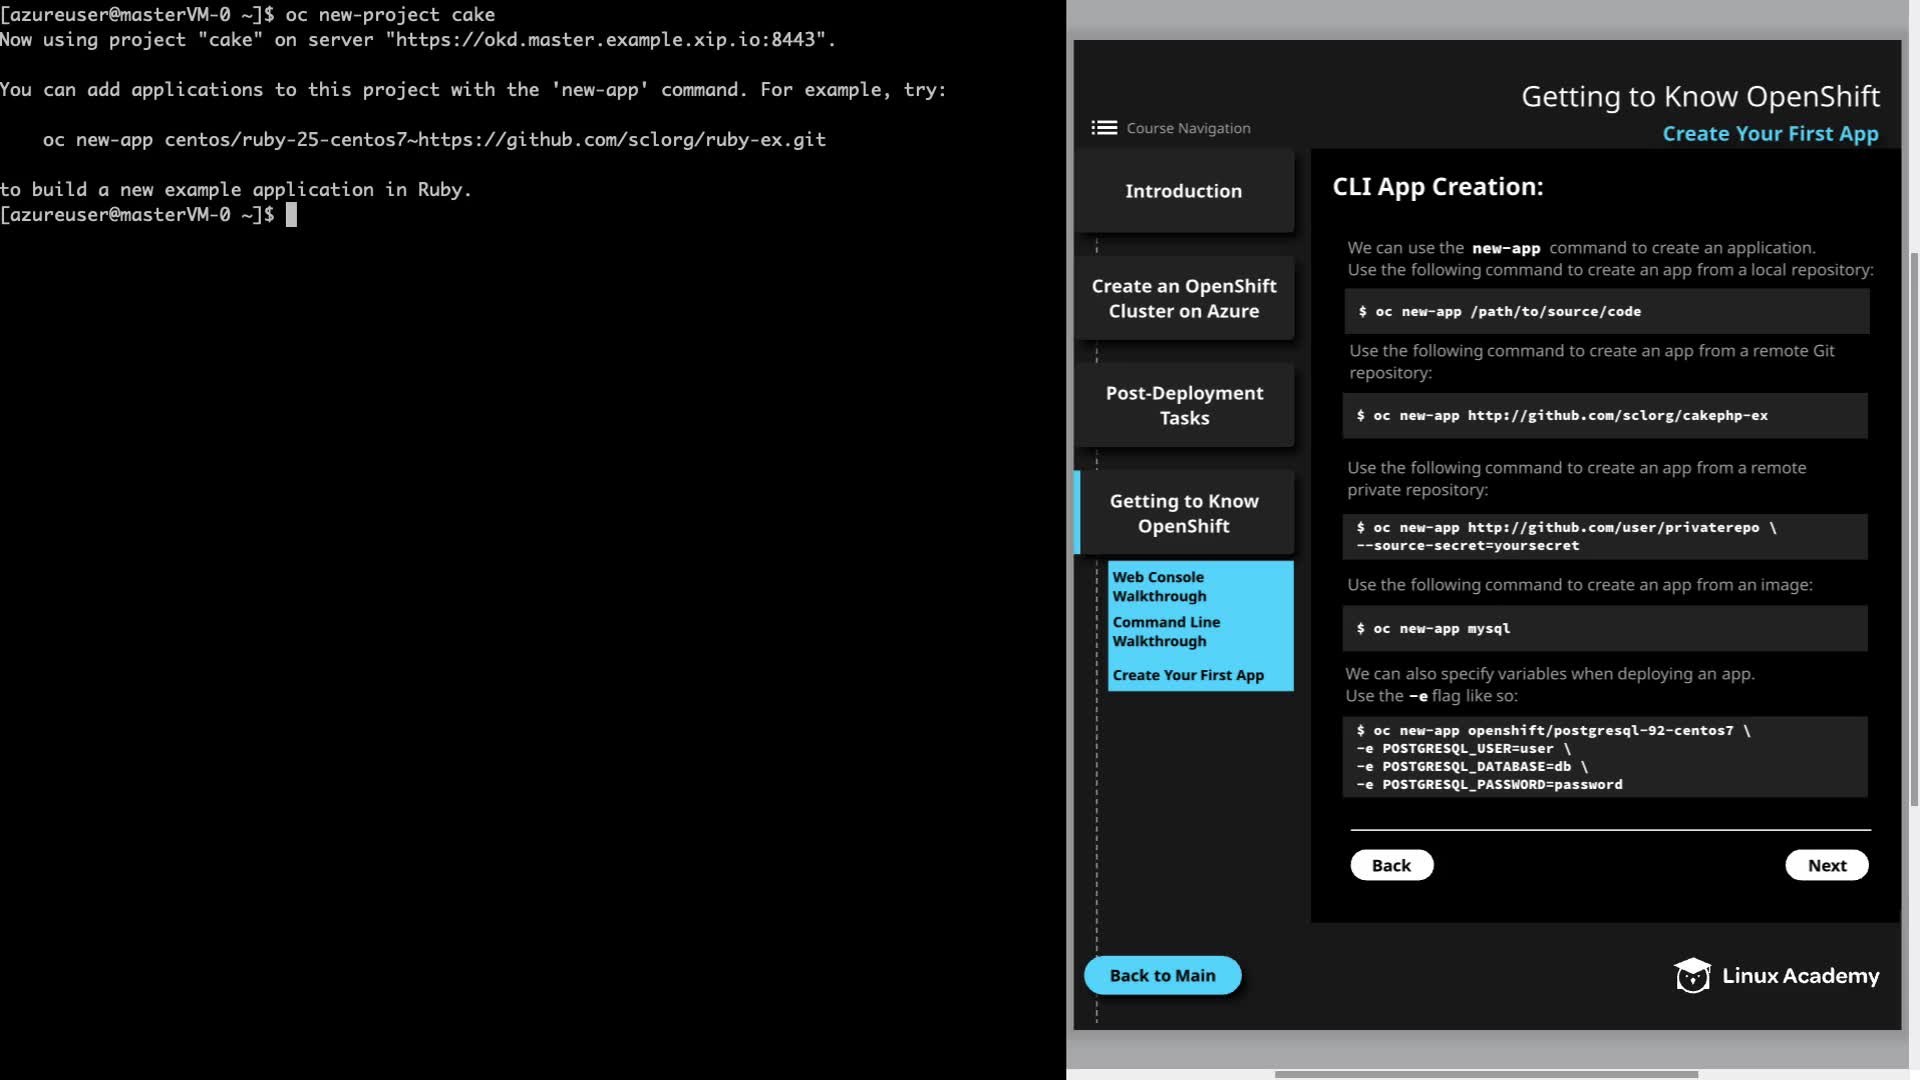 [azureuser@masterVM-0 ~]$ oc new-project cake
Now using project "cake" on server "https://okd.master.example.xip.io:8443".
You can add applications to this project with the 'new-app' command. For example, try:
oc new-app centos/ruby-25-centos7~https://github.com/sclorg/ruby-ex.git
to build a new example application in Ruby.
[azureuser@masterVM-0 ~]$
Getting to Know OpenShift
Create Your First App
Course Navigation
Introduction
Create an OpenShift
Cluster on Azure
Post-Deployment
Tasks
Getting to Know
OpenShift
Web Console
Walkthrough
Command Line
Walkthrough
Create Your First App
Back to Main
CLI App Creation:
We can use the new-app command to create an application.
Use the following command to create an app from a local repository:
$ oc new-app /path/to/source/code
Use the following command to create an app from a remote Git
repository:
$ oc new-app http://github.com/sclorg/cakephp-ex
Use the following command to create an app from a remote
private repository:
$ oc new-app http://github.com/user/privaterepo \
--source-secret=yoursecret
Use the following command to create an app from an image:
$ oc new-app mysql
We can also specify variables when deploying an app.
Use the -e flag like so:
$ oc new-app openshift/postgresql-92-centos7 \
-e POSTGRESQL_USER=user \
-e POSTGRESQL_DATABASE=db \
-e POSTGRESQL_PASSWORD=password
Back
Next
Linux Academy